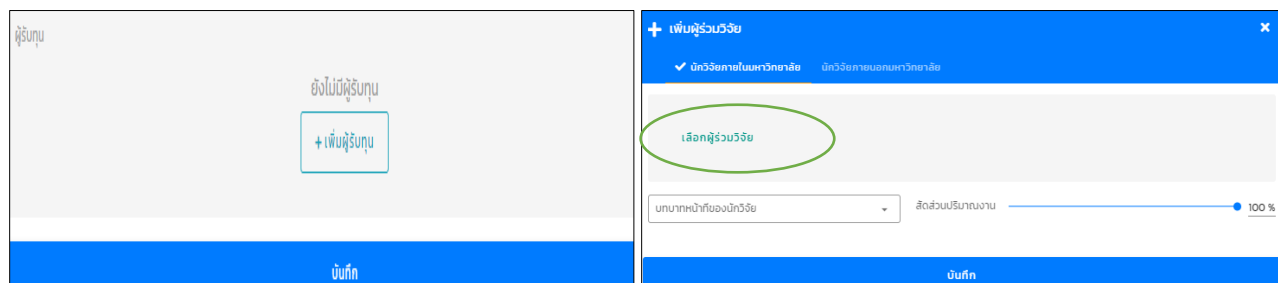 ผู้รับทุน
ยังไม่มีผู้รับทุน
+ เพิ่มผู้รับทุน
บันทึก
เพิ่มผู้ร่วมวิจัย
นักวิจัยภายในมหาวิทยาลัย นักวิจัยภายนอกมหาวิทยาลัย
เลือกผู้ร่วมวิจัย
บทบาทหน้าที่ของนักวิจัย สัดส่วนปริมาณงาน 100 %
บันทึก